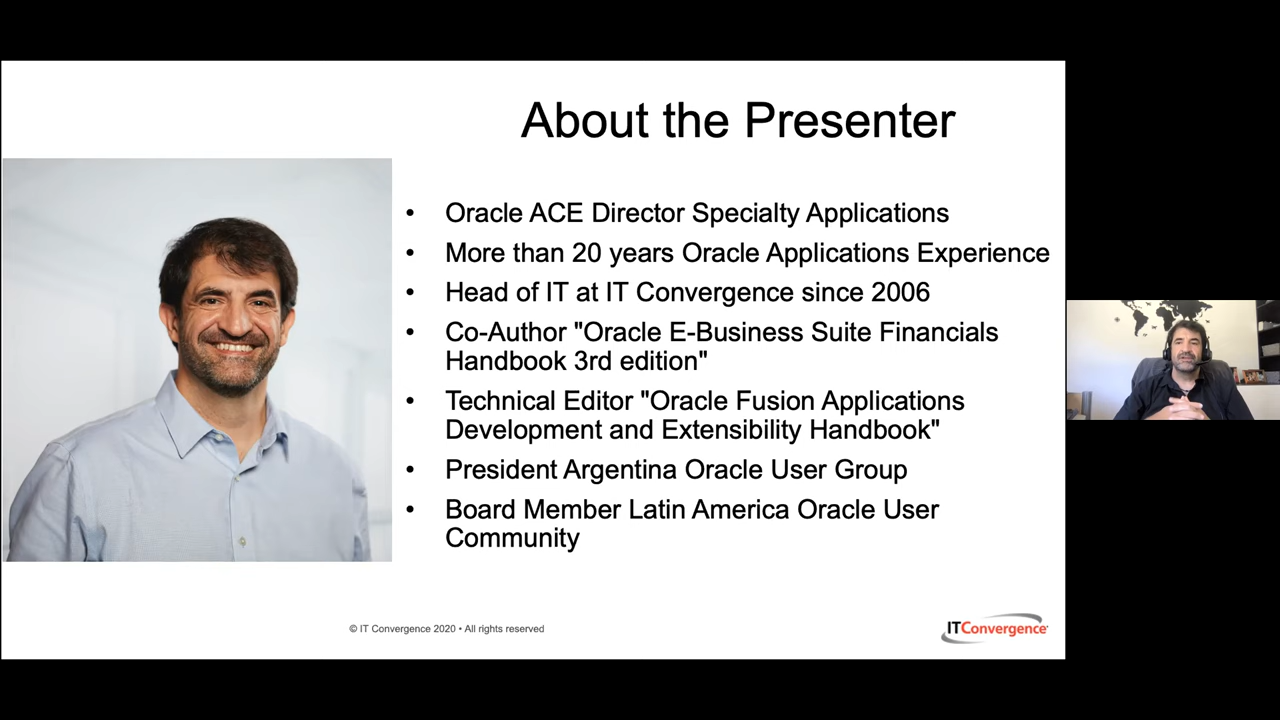 About the Presenter
• Oracle ACE Director Specialty Applications
• More than 20 years Oracle Applications Experience
• Head of IT at IT Convergence since 2006
• Co-Author "Oracle E-Business Suite Financials
Handbook 3rd edition"
• Technical Editor "Oracle Fusion Applications
Development and Extensibility Handbook"
• President Argentina Oracle User Group
• Board Member Latin America Oracle User
Community
© IT Convergence 2020 • All rights reserved
ITConvergence